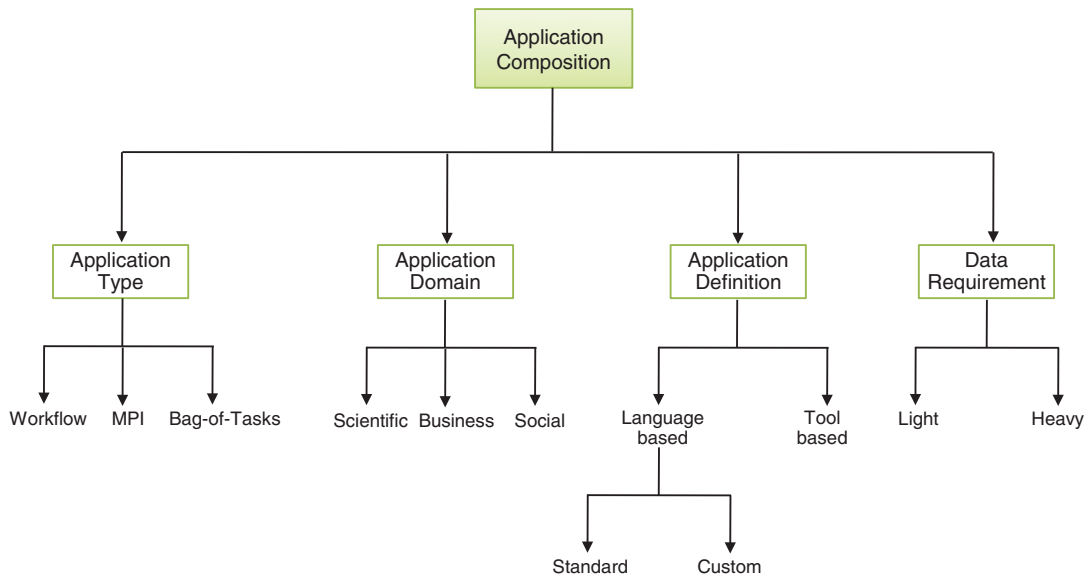 Application
Composition
Application
Type
Application
Domain
Application
Definition
Data
Requirement
Workflow
MPI
Bag-of-Tasks
Scientific
Business
Social
Language
based
Tool
based
Light
Heavy
Standard
Custom